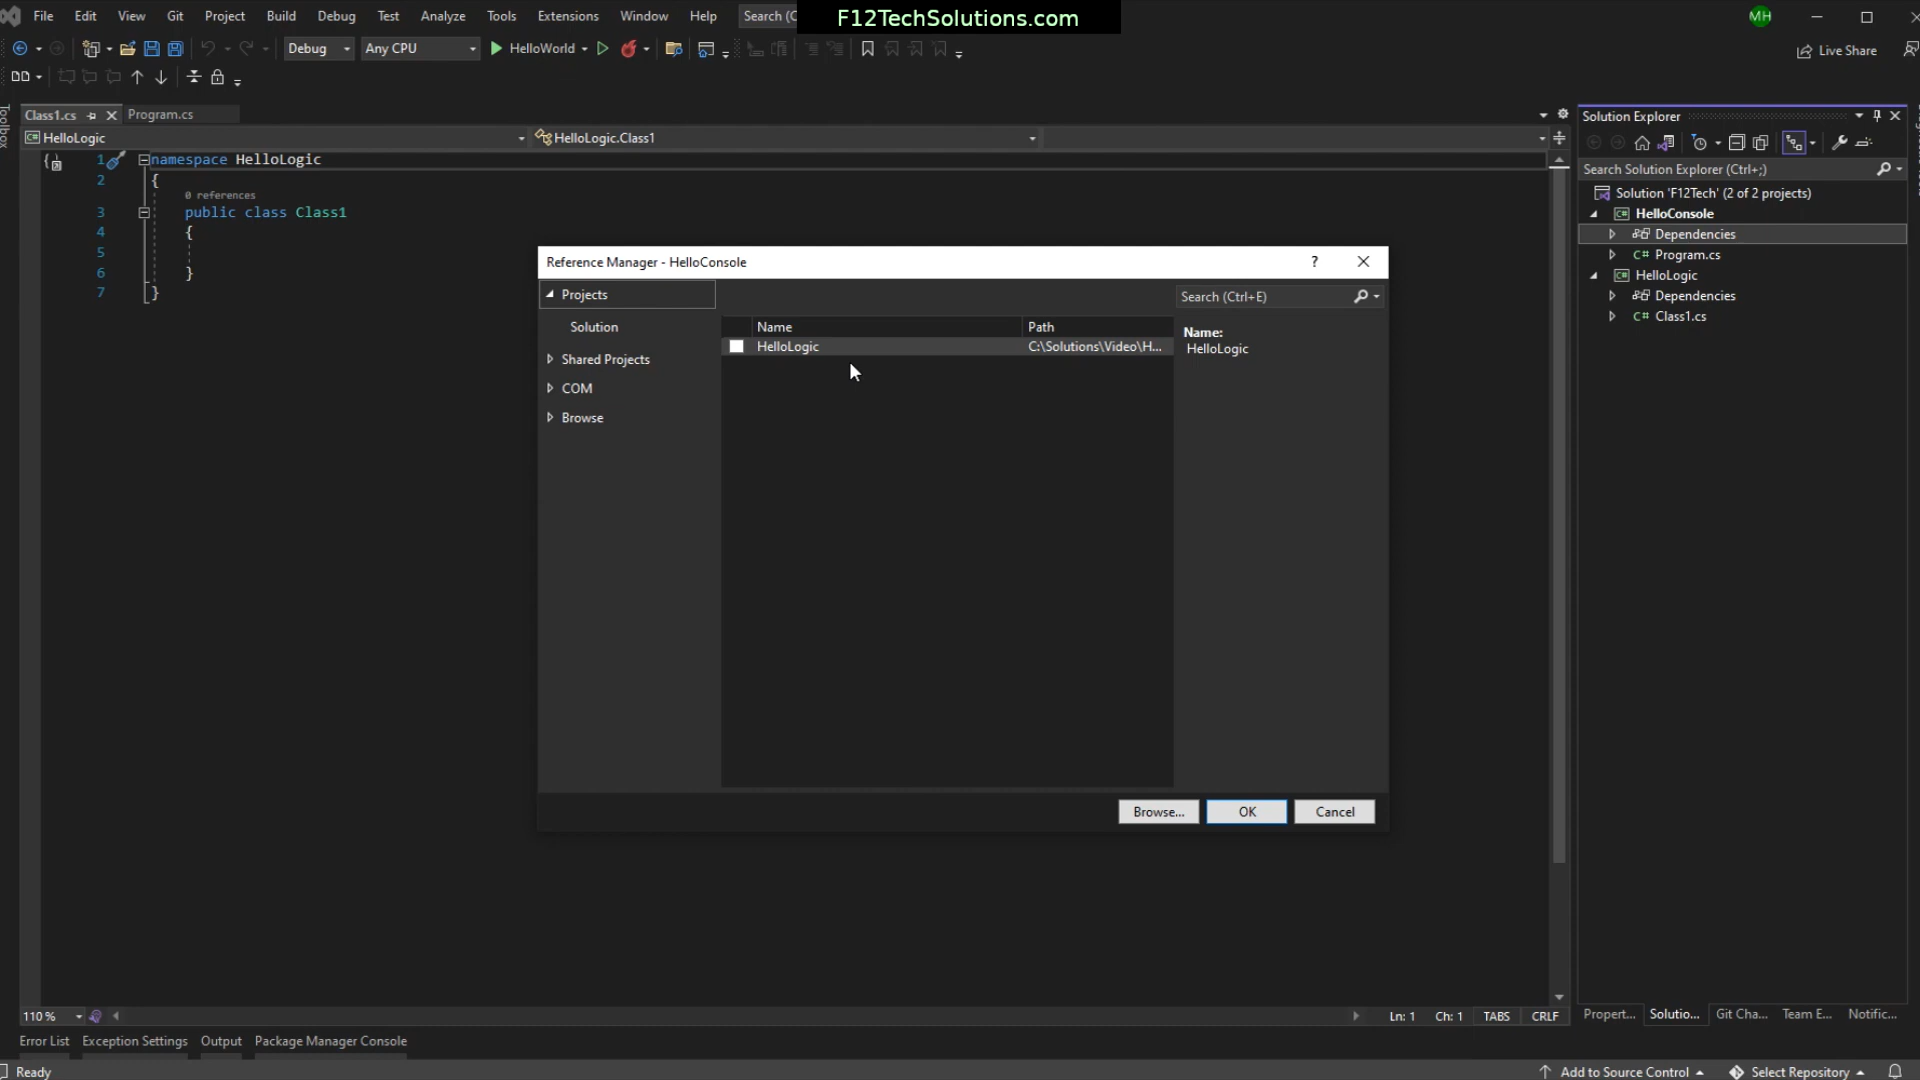 File Edit View Git Project Build Debug Test Analyze Tools Extensions Window Help Search (C
F12TechSolutions.com
MH
Debug Any CPU HelloWorld
Live Share
Toolbox
Class1.cs Program.cs
HelloLogic HelloLogic.Class1
1 namespace HelloLogic
2 {
0 references
3 public class Class1
4 {
5
6 }
7 }
Reference Manager - HelloConsole ?
Projects
Solution
Shared Projects
COM
Browse
Search (Ctrl+E)
Name Path
HelloLogic C:\Solutions\Video\H...
Name:
HelloLogic
Browse... OK Cancel
Solution Explorer
Search Solution Explorer (Ctrl+;)
Solution 'F12Tech' (2 of 2 projects)
HelloConsole
Dependencies
C# Program.cs
HelloLogic
Dependencies
C# Class1.cs
110 % Ln: 1 Ch: 1 TABS CRLF
Propert... Solutio... Git Cha... Team E... Notific...
Error List Exception Settings Output Package Manager Console
Ready Add to Source Control Select Repository